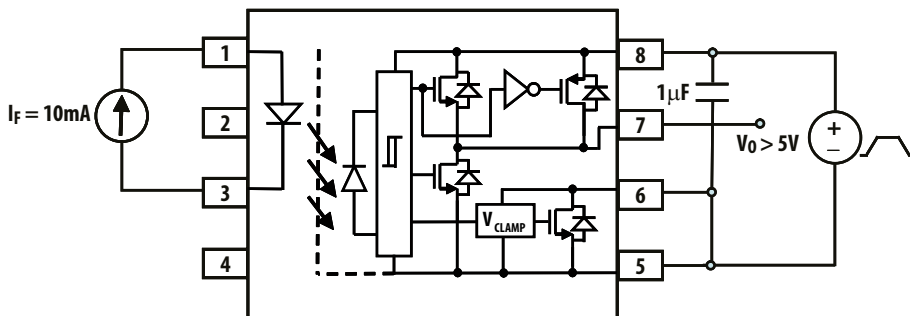 1
8
1μF
I_F = 10mA
2
7
V_O > 5V
+
−
3
6
V_CLAMP
4
5